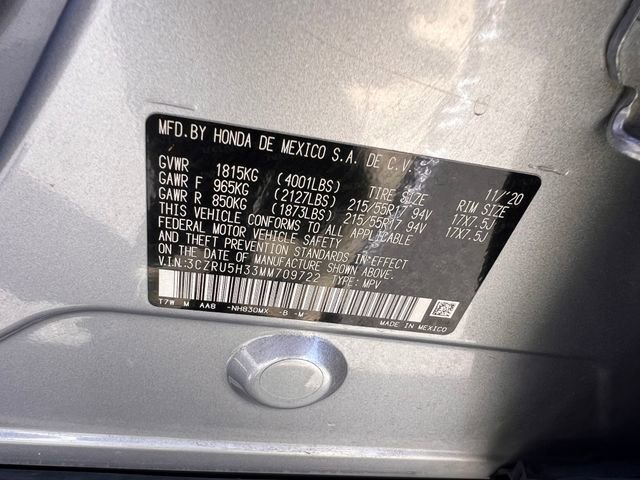 MFD.BY HONDA DE MEXICO S.A. DE C.V. 11/'20
GVWR 1815KG (4001LBS) TIRE SIZE RIM SIZE
GAWR F 965KG (2127LBS) 215/55R17 94V 17X7.5J
GAWR R 850KG (1873LBS) 215/55R17 94V 17X7.5J
THIS VEHICLE CONFORMS TO ALL APPLICABLE
FEDERAL MOTOR VEHICLE SAFETY
AND THEFT PREVENTION STANDARDS IN EFFECT
ON THE DATE OF MANUFACTURE SHOWN ABOVE.
V.I.N:3CZRU5H33MM709722 TYPE: MPV
T7W M AAB -NH830MX -B -M
MADE IN MEXICO